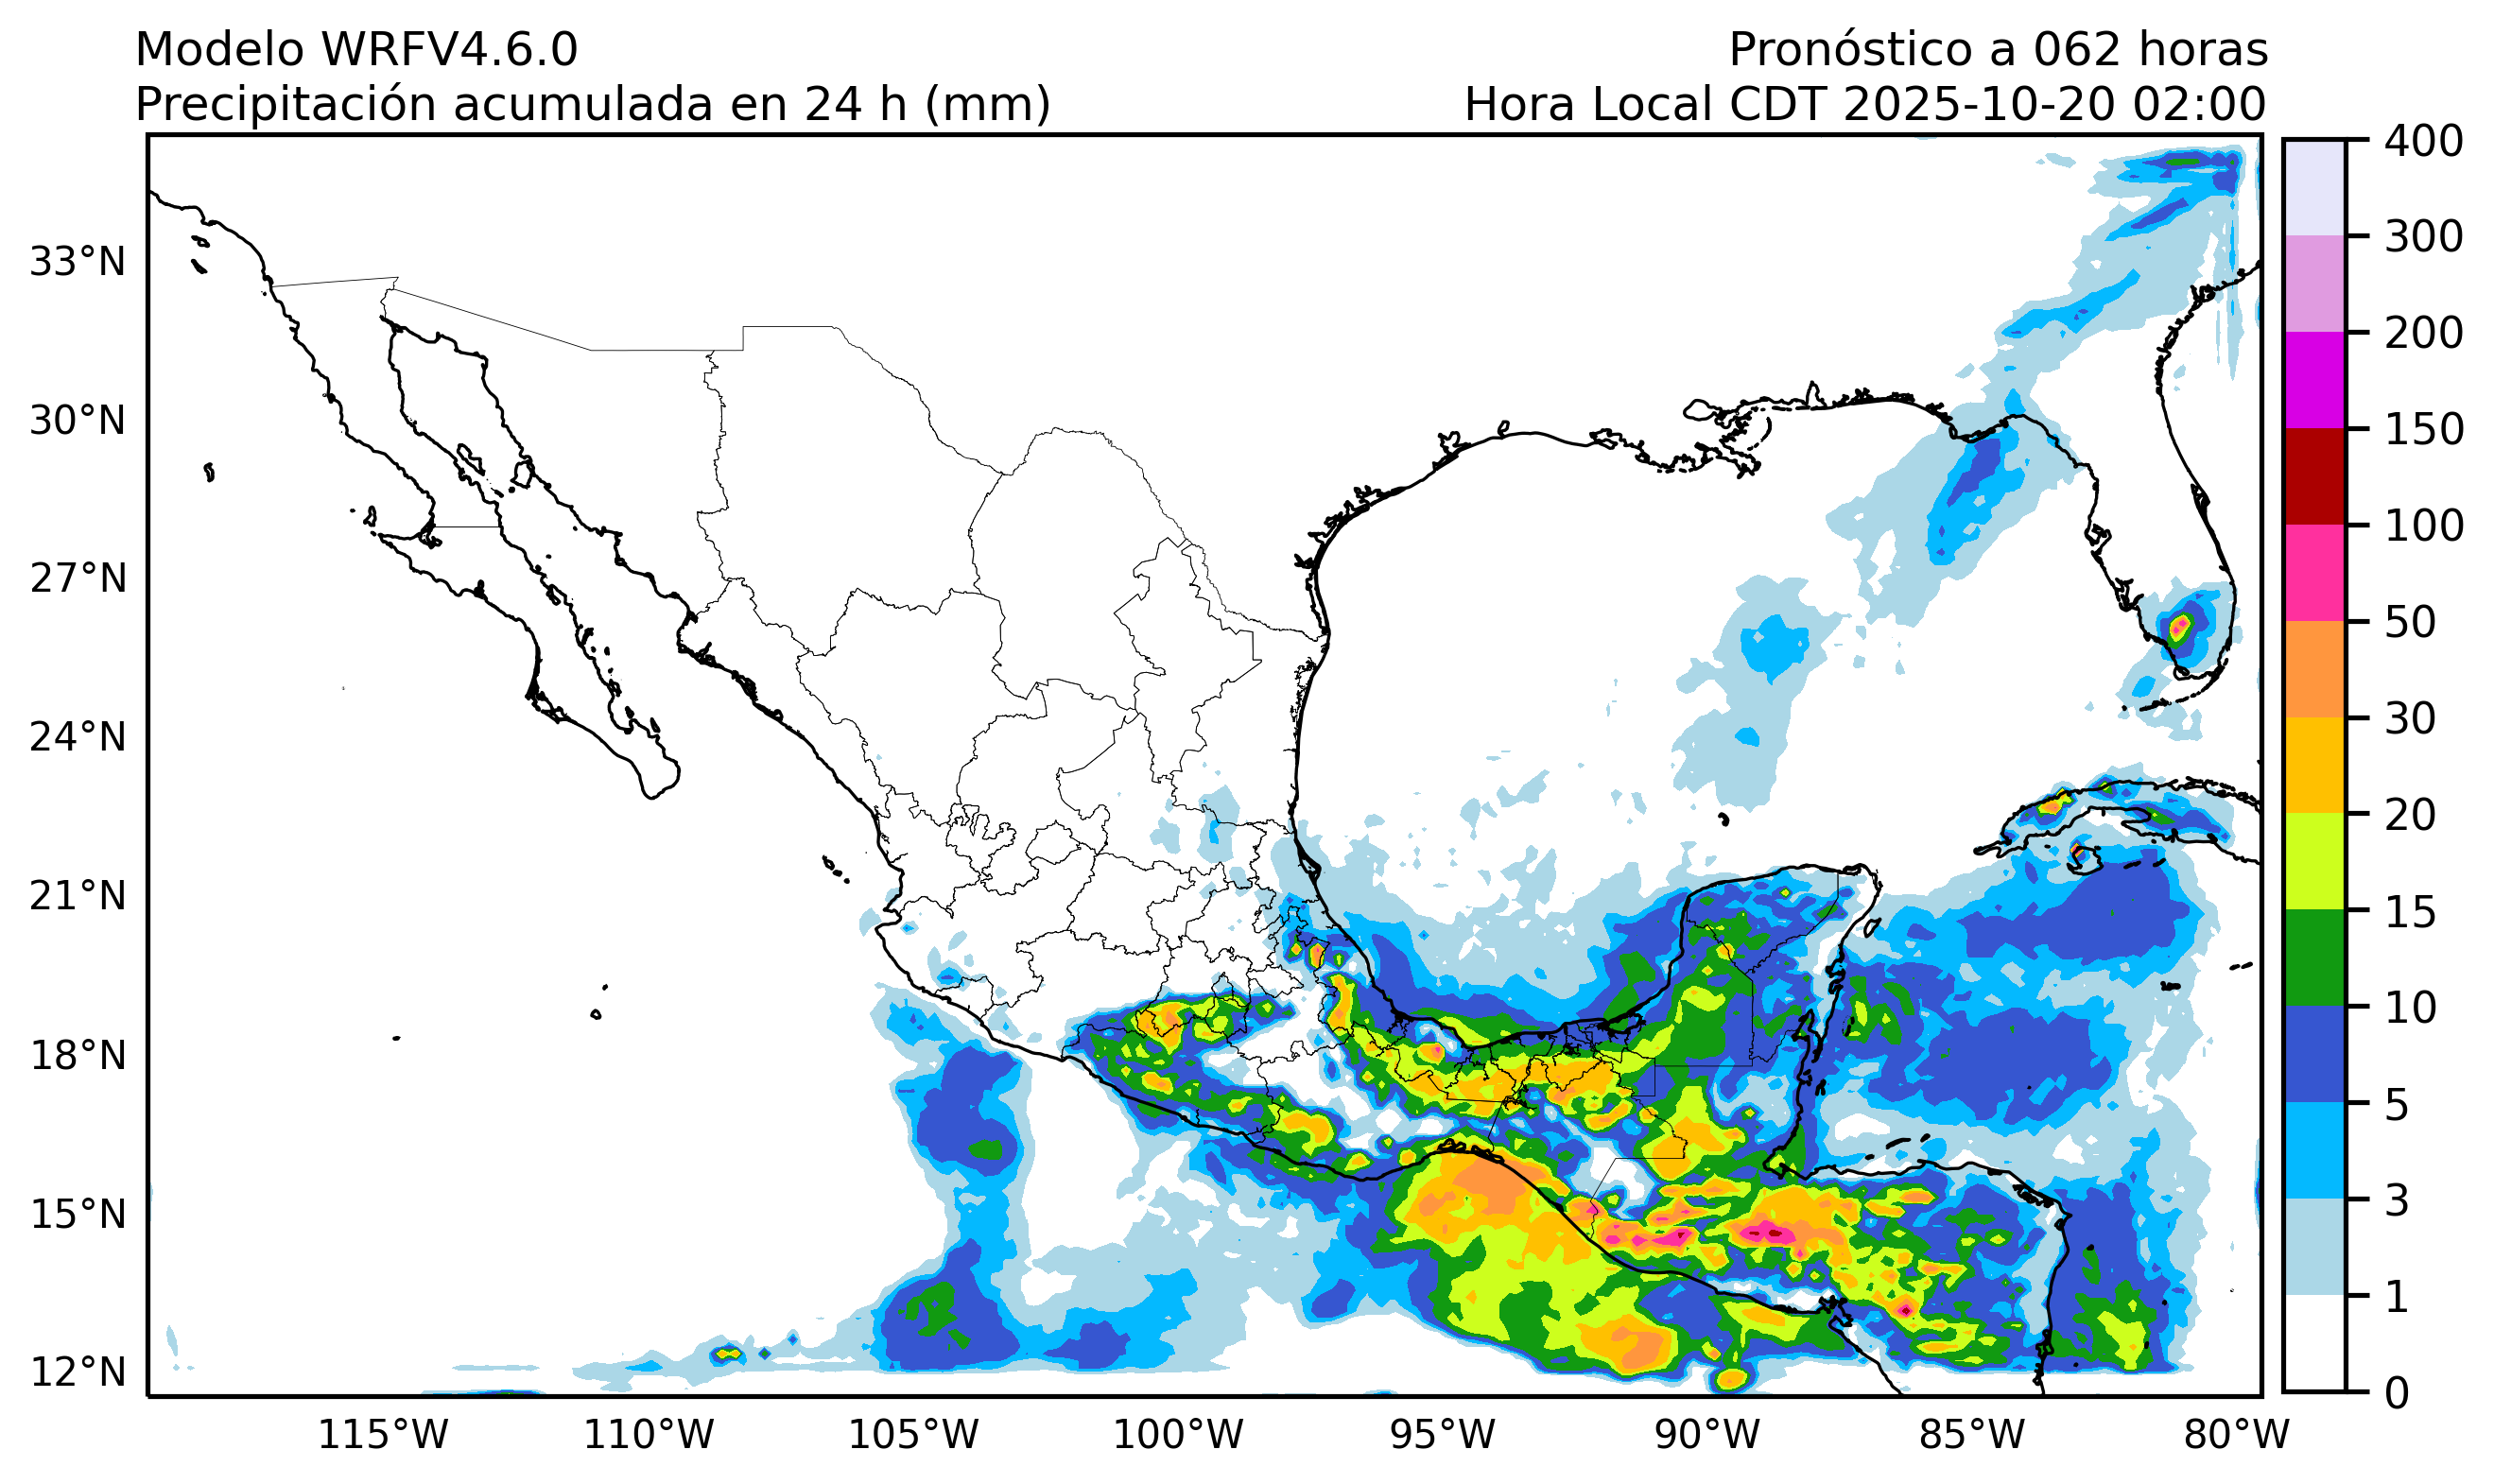 Modelo WRFV4.6.0
Pronóstico a 062 horas
Precipitación acumulada en 24 h (mm)
Hora Local CDT 2025-10-20 02:00
33°N
30°N
27°N
24°N
21°N
18°N
15°N
12°N
115°W
110°W
105°W
100°W
95°W
90°W
85°W
80°W
400
300
200
150
100
50
30
20
15
10
5
3
1
0